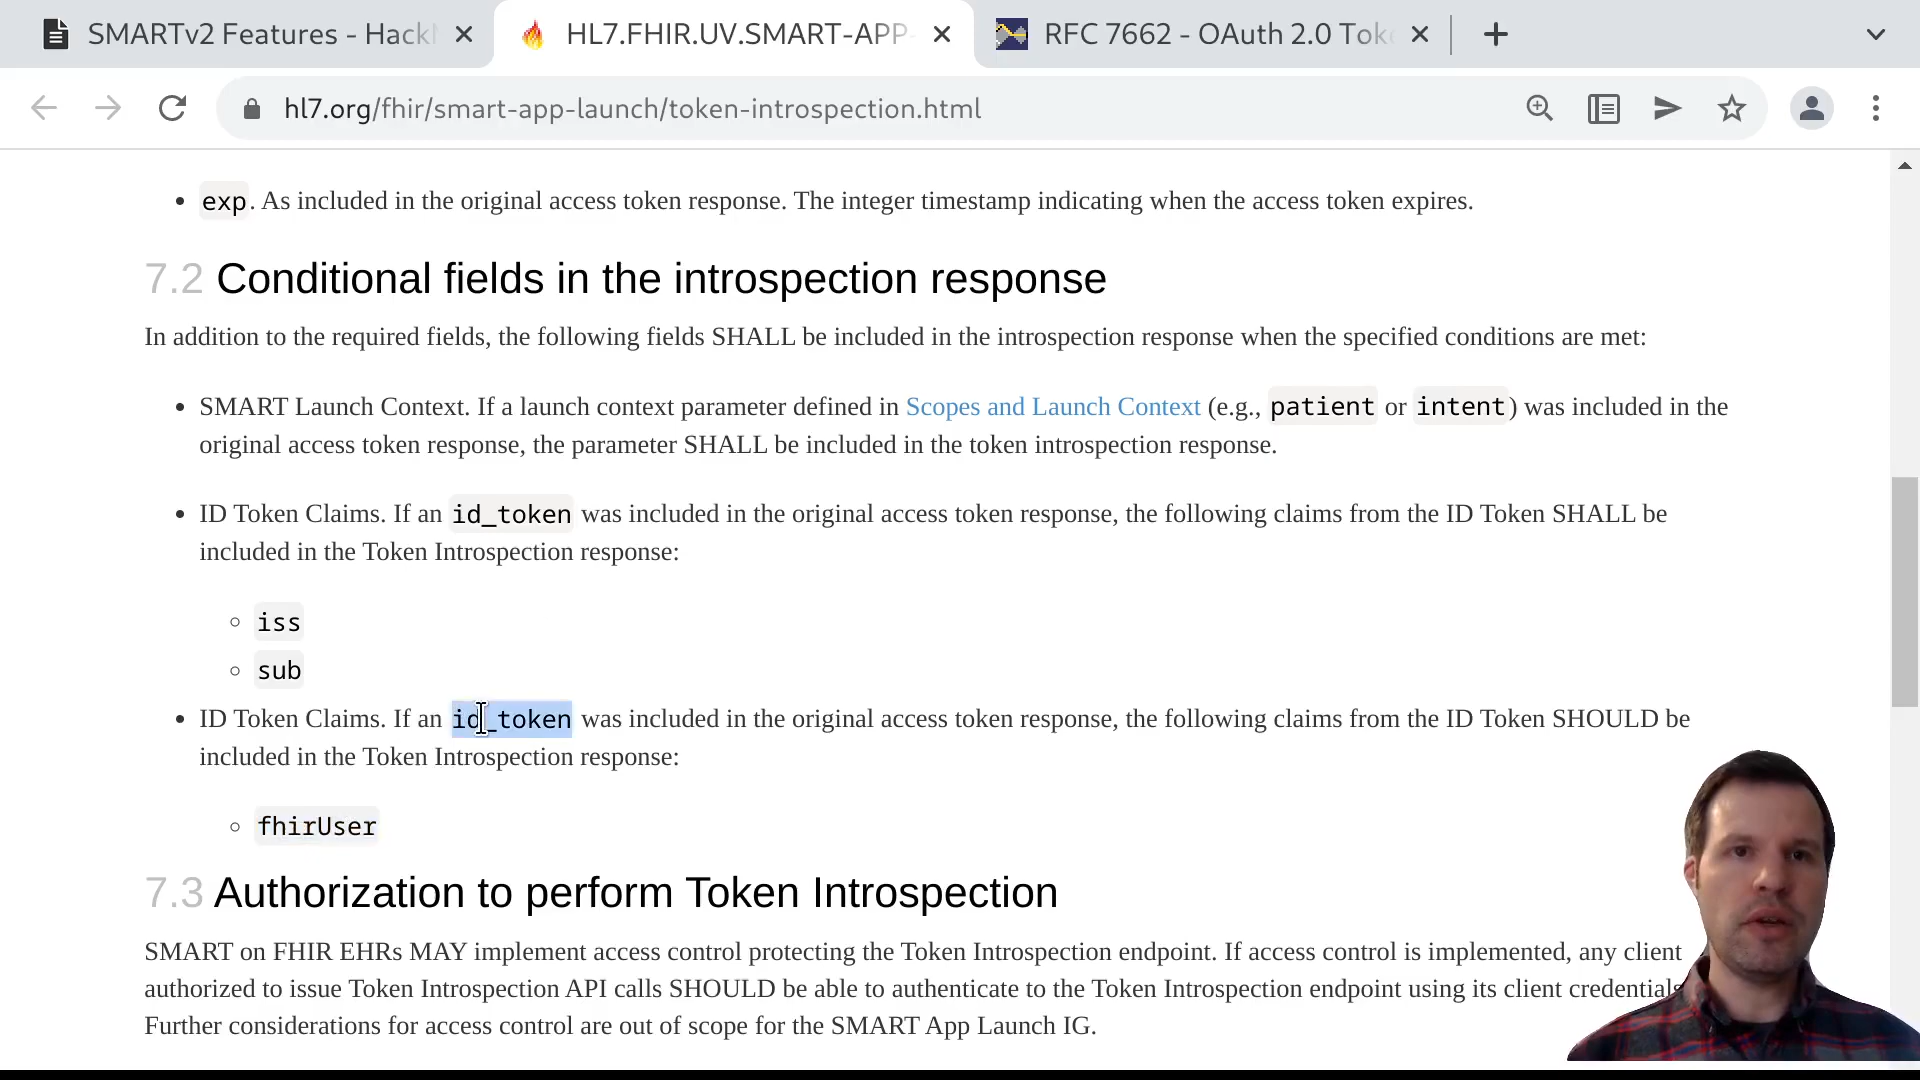 SMARTv2 Features - Hack
HL7.FHIR.UV.SMART-APP-
RFC 7662 - OAuth 2.0 Tok
hl7.org/fhir/smart-app-launch/token-introspection.html
• exp. As included in the original access token response. The integer timestamp indicating when the access token expires.
7.2 Conditional fields in the introspection response
In addition to the required fields, the following fields SHALL be included in the introspection response when the specified conditions are met:
• SMART Launch Context. If a launch context parameter defined in Scopes and Launch Context (e.g., patient or intent) was included in the
original access token response, the parameter SHALL be included in the token introspection response.
• ID Token Claims. If an id_token was included in the original access token response, the following claims from the ID Token SHALL be
included in the Token Introspection response:
◦ iss
◦ sub
• ID Token Claims. If an id_token was included in the original access token response, the following claims from the ID Token SHOULD be
included in the Token Introspection response:
◦ fhirUser
7.3 Authorization to perform Token Introspection
SMART on FHIR EHRs MAY implement access control protecting the Token Introspection endpoint. If access control is implemented, any client
authorized to issue Token Introspection API calls SHOULD be able to authenticate to the Token Introspection endpoint using its client credentials
Further considerations for access control are out of scope for the SMART App Launch IG.